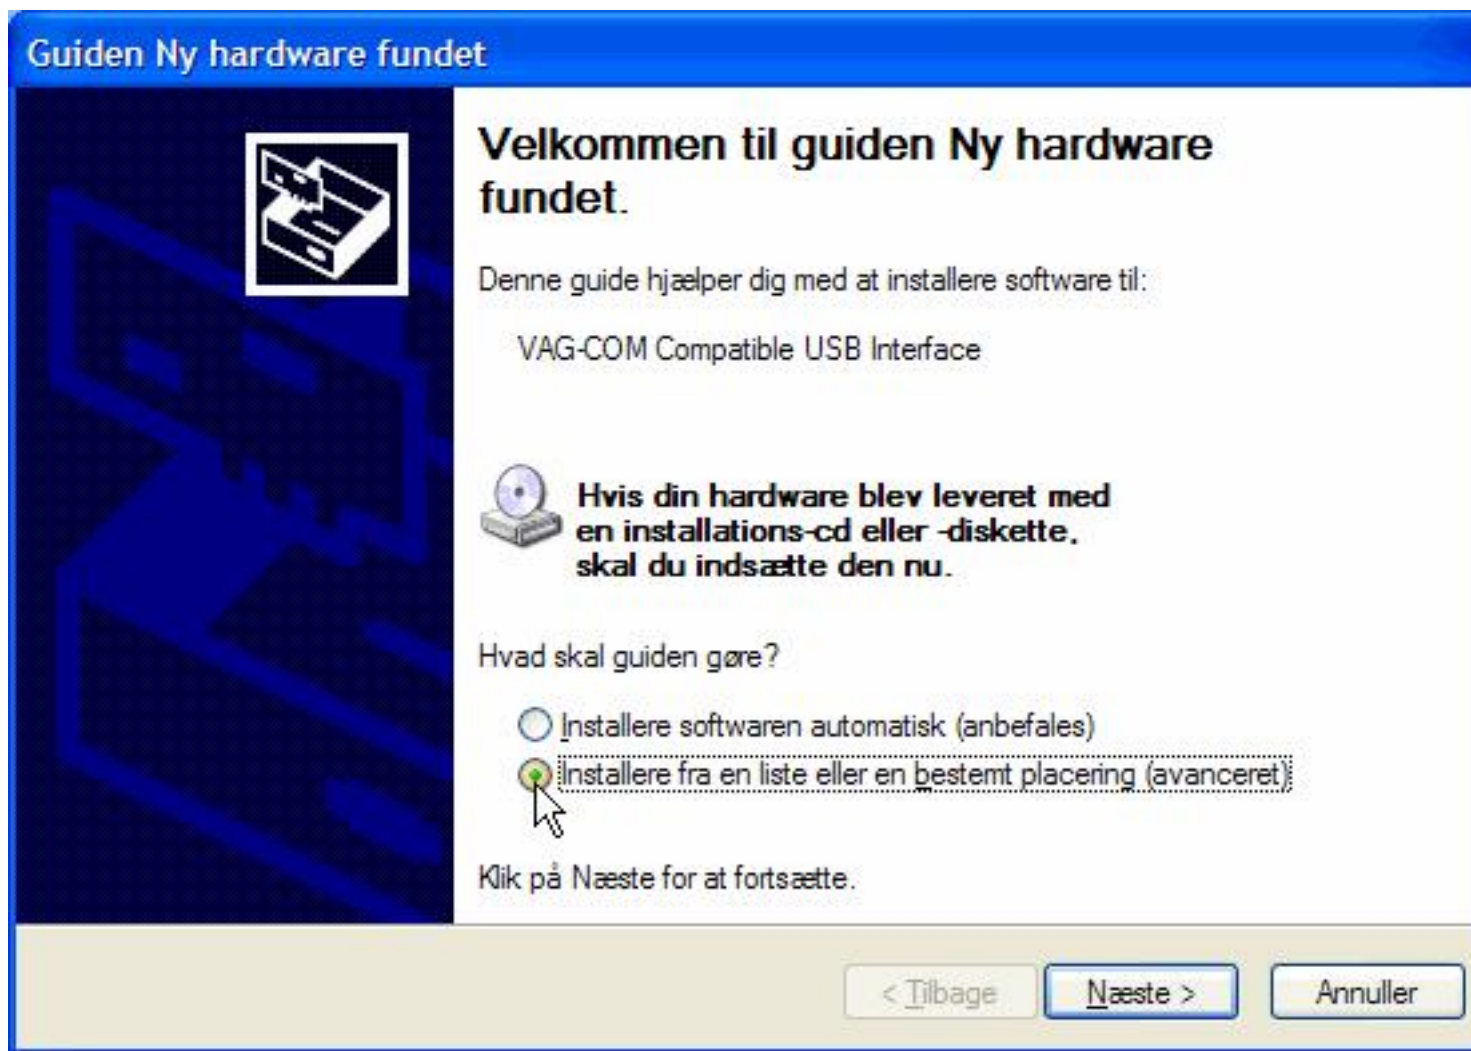 Guiden Ny hardware fundet
Velkommen til guiden Ny hardware
fundet.
Denne guide hjælper dig med at installere software til:
VAG-COM Compatible USB Interface
Hvis din hardware blev leveret med
en installations-cd eller -diskette,
skal du indsætte den nu.
Hvad skal guiden gøre?
Installere softwaren automatisk (anbefales)
Installere fra en liste eller en bestemt placering (avanceret)
Klik på Næste for at fortsætte.
< Tilbage
Næste >
Annuller